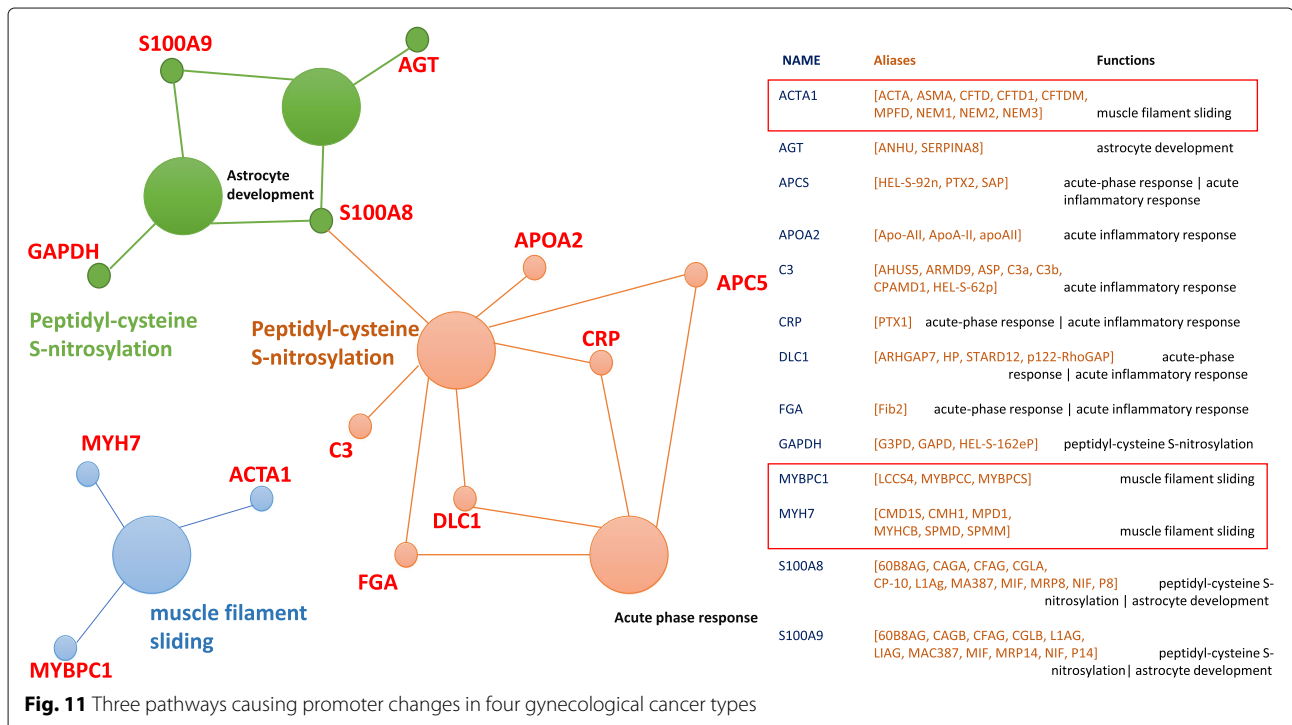 S100A9
AGT
Astrocyte
development
S100A8
GAPDH
Peptidyl-cysteine
S-nitrosylation
APOA2
APC5
Peptidyl-cysteine
S-nitrosylation
CRP
C3
MYH7
ACTA1
DLC1
FGA
muscle filament
sliding
MYBPC1
Acute phase response
NAME Aliases Functions
ACTA1 [ACTA, ASMA, CFTD, CFTD1, CFTDM,
MPFD, NEM1, NEM2, NEM3] muscle filament sliding
AGT [ANHU, SERPINA8] astrocyte development
APCS [HEL-S-92n, PTX2, SAP] acute-phase response | acute
inflammatory response
APOA2 [Apo-AII, ApoA-II, apoAII] acute inflammatory response
C3 [AHUS5, ARMD9, ASP, C3a, C3b,
CPAMD1, HEL-S-62p] acute inflammatory response
CRP [PTX1] acute-phase response | acute inflammatory response
DLC1 [ARHGAP7, HP, STARD12, p122-RhoGAP] acute-phase
response | acute inflammatory response
FGA [Fib2] acute-phase response | acute inflammatory response
GAPDH [G3PD, GAPD, HEL-S-162eP] peptidyl-cysteine S-nitrosylation
MYBPC1 [LCCS4, MYBPCC, MYBPCS] muscle filament sliding
MYH7 [CMD1S, CMH1, MPD1,
MYHCB, SPMD, SPMM] muscle filament sliding
S100A8 [60B8AG, CAGA, CFAG, CGLA,
CP-10, L1Ag, MA387, MIF, MRP8, NIF, P8] peptidyl-cysteine S-
nitrosylation | astrocyte development
S100A9 [60B8AG, CAGB, CFAG, CGLB, L1AG,
LIAG, MAC387, MIF, MRP14, NIF, P14] peptidyl-cysteine S-
nitrosylation| astrocyte development
Fig. 11 Three pathways causing promoter changes in four gynecological cancer types